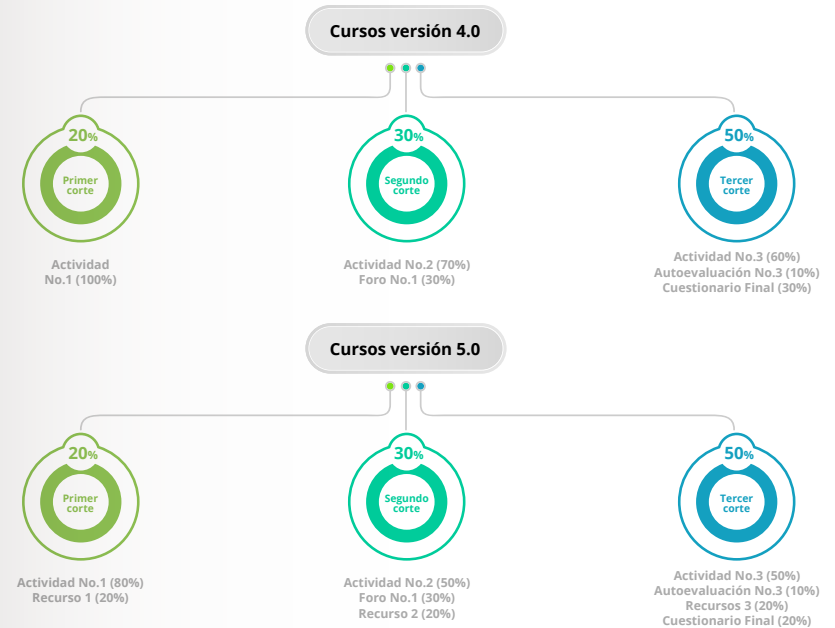 Cursos versión 4.0
20%
Primer
corte
Actividad
No.1 (100%)
30%
Segundo
corte
Actividad No.2 (70%)
Foro No.1 (30%)
50%
Tercer
corte
Actividad No.3 (60%)
Autoevaluación No.3 (10%)
Cuestionario Final (30%)
Cursos versión 5.0
20%
Primer
corte
Actividad No.1 (80%)
Recurso 1 (20%)
30%
Segundo
corte
Actividad No.2 (50%)
Foro No.1 (30%)
Recurso 2 (20%)
50%
Tercer
corte
Actividad No.3 (50%)
Autoevaluación No.3 (10%)
Recursos 3 (20%)
Cuestionario Final (20%)